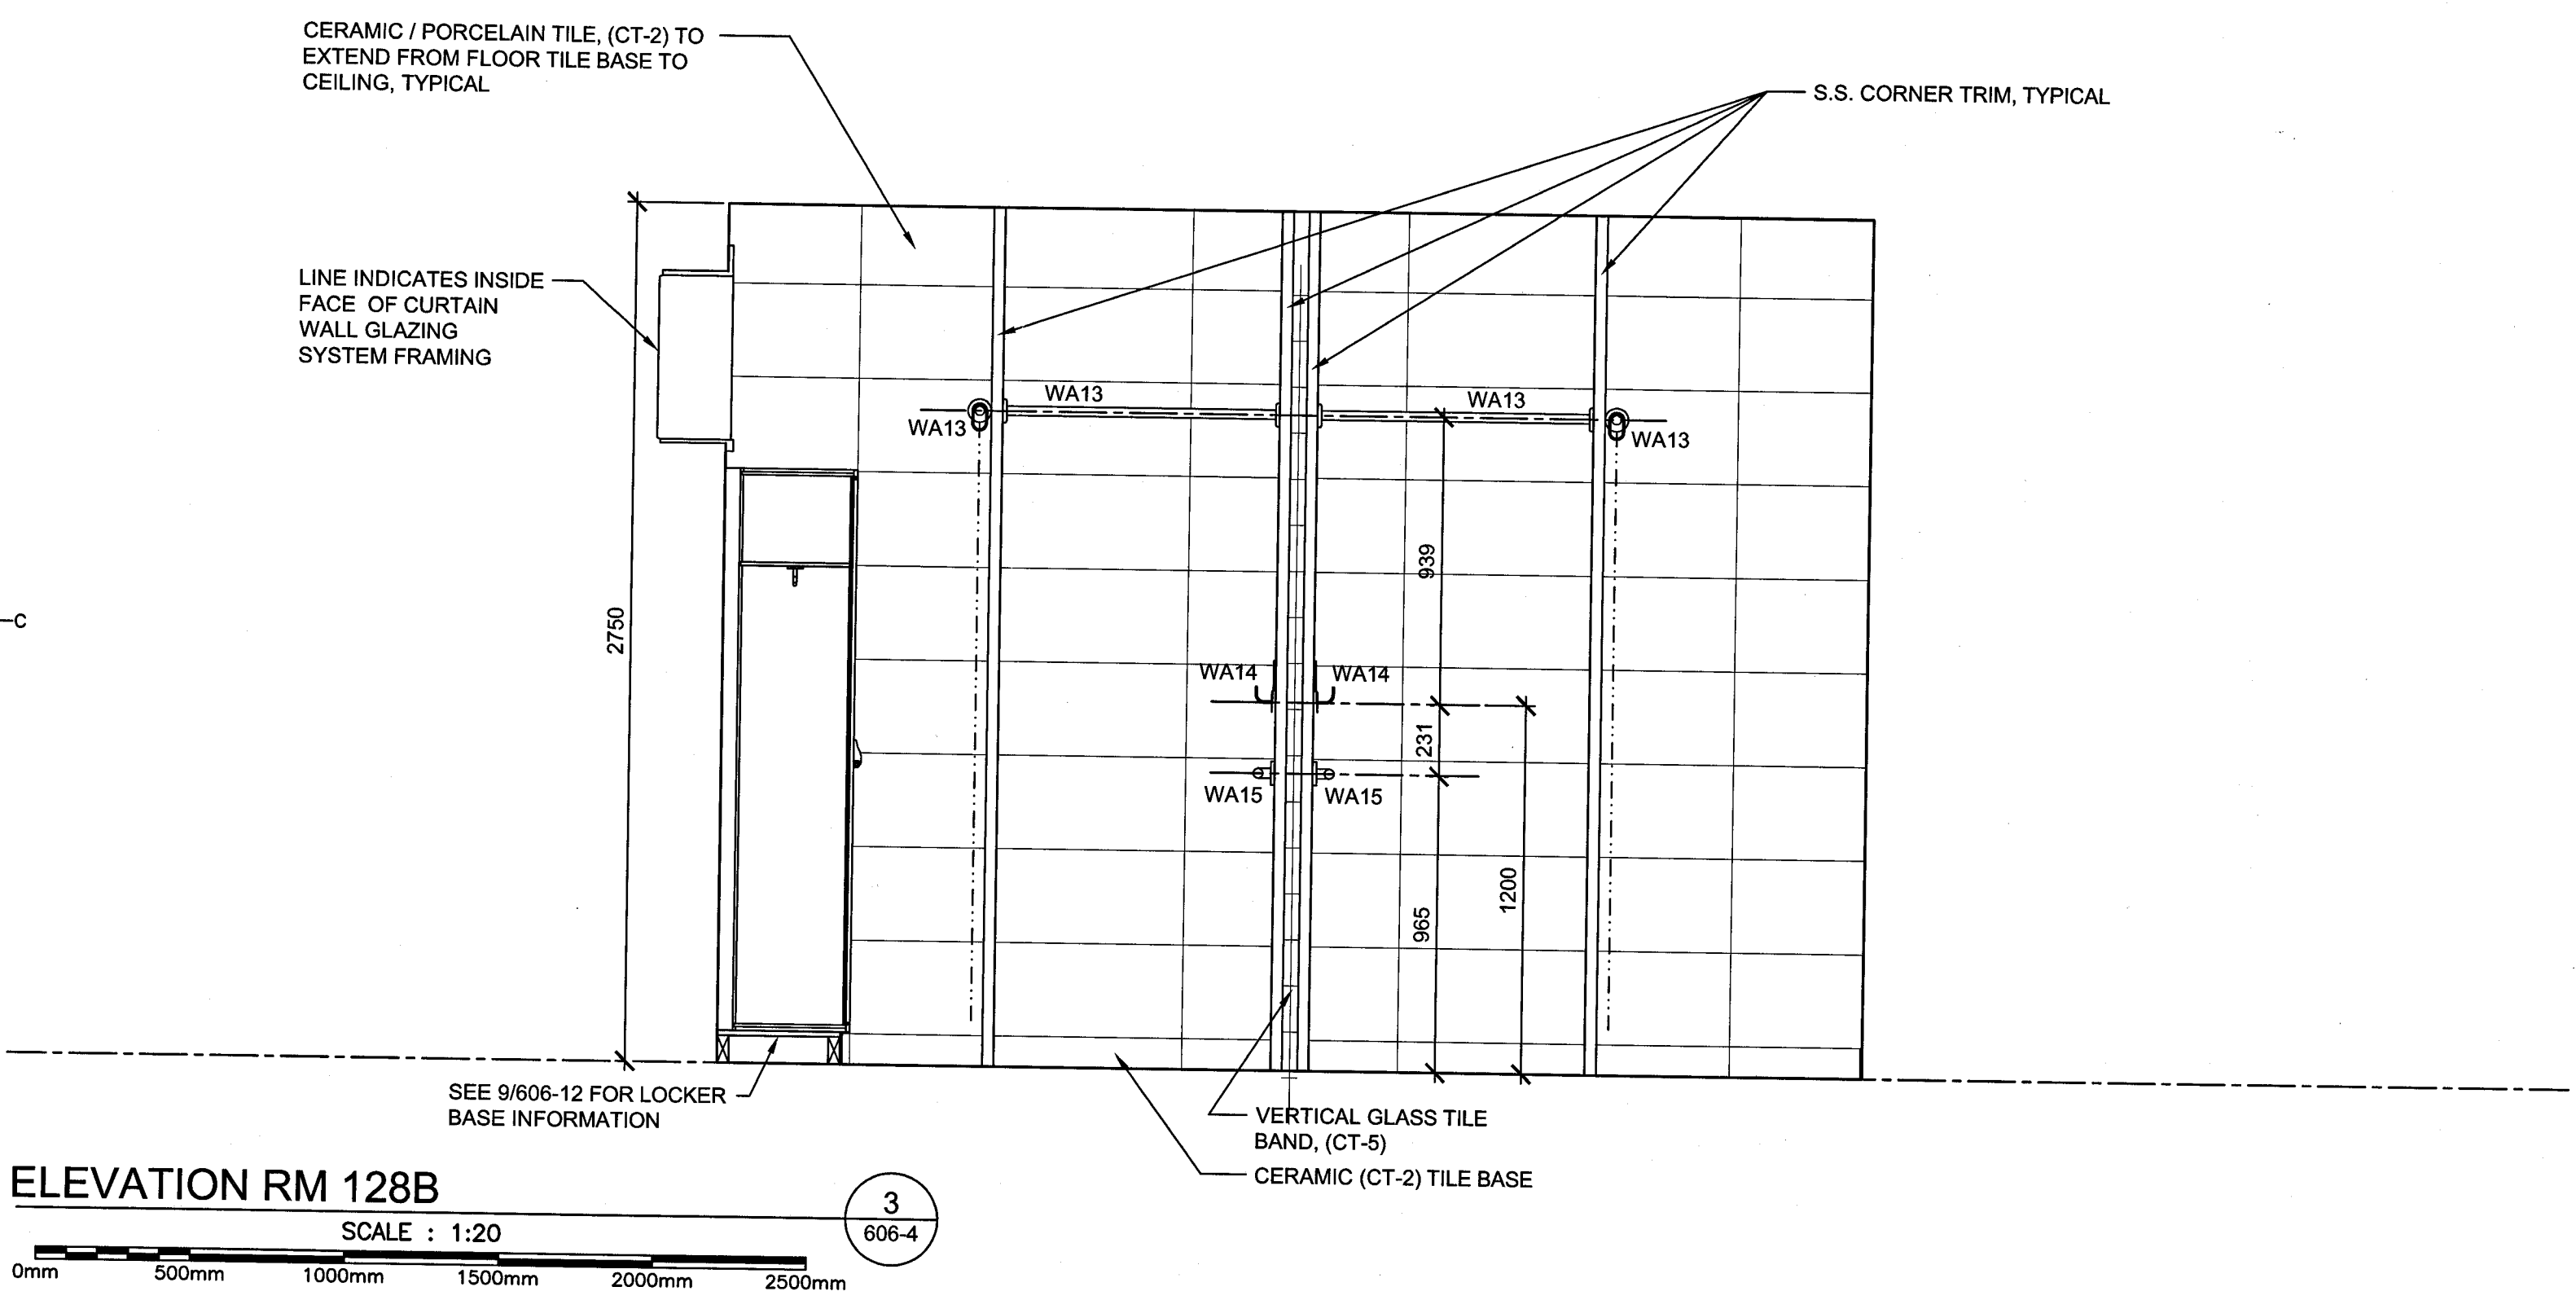 CERAMIC / PORCELAIN TILE, (CT-2) TO
EXTEND FROM FLOOR TILE BASE TO
CEILING, TYPICAL
S.S. CORNER TRIM, TYPICAL
LINE INDICATES INSIDE
FACE OF CURTAIN
WALL GLAZING
SYSTEM FRAMING
WA13
WA13
WA13
WA13
939
2750
C
WA14
WA14
231
WA15
WA15
1200
965
SEE 9/606-12 FOR LOCKER
BASE INFORMATION
VERTICAL GLASS TILE
BAND, (CT-5)
CERAMIC (CT-2) TILE BASE
ELEVATION RM 128B
3
606-4
SCALE : 1:20
0mm 500mm 1000mm 1500mm 2000mm 2500mm